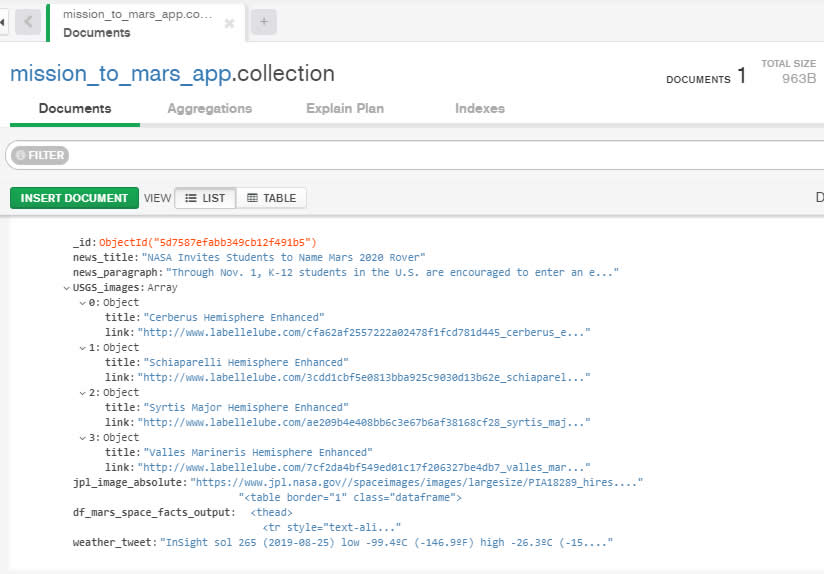 mission_to_mars_app.co...
Documents
mission_to_mars_app.collection
DOCUMENTS 1 TOTAL SIZE 963B
Documents Aggregations Explain Plan Indexes
FILTER
INSERT DOCUMENT VIEW LIST TABLE D
_id: ObjectId("5d7587efabb349cb12f491b5")
news_title: "NASA Invites Students to Name Mars 2020 Rover"
news_paragraph: "Through Nov. 1, K-12 students in the U.S. are encouraged to enter an e..."
USGS_images: Array
0: Object
title: "Cerberus Hemisphere Enhanced"
link: "http://www.labellelube.com/cfa62af2557222a02478f1fcd781d445_cerberus_e..."
1: Object
title: "Schiaparelli Hemisphere Enhanced"
link: "http://www.labellelube.com/3cdd1cbf5e0813bba925c9030d13b62e_schiaparel..."
2: Object
title: "Syrtis Major Hemisphere Enhanced"
link: "http://www.labellelube.com/ae209b4e408bb6c3e67b6af38168cf28_syrtis_maj..."
3: Object
title: "Valles Marineris Hemisphere Enhanced"
link: "http://www.labellelube.com/7cf2da4bf549ed01c17f206327be4db7_valles_mar..."
jpl_image_absolute: "https://www.jpl.nasa.gov//spaceimages/images/largesize/PIA18289_hires...."
"<table border="1" class="dataframe">
df_mars_space_facts_output: <thead>
<tr style="text-ali..."
weather_tweet: "InSight sol 265 (2019-08-25) low -99.4ºC (-146.9ºF) high -26.3ºC (-15...."